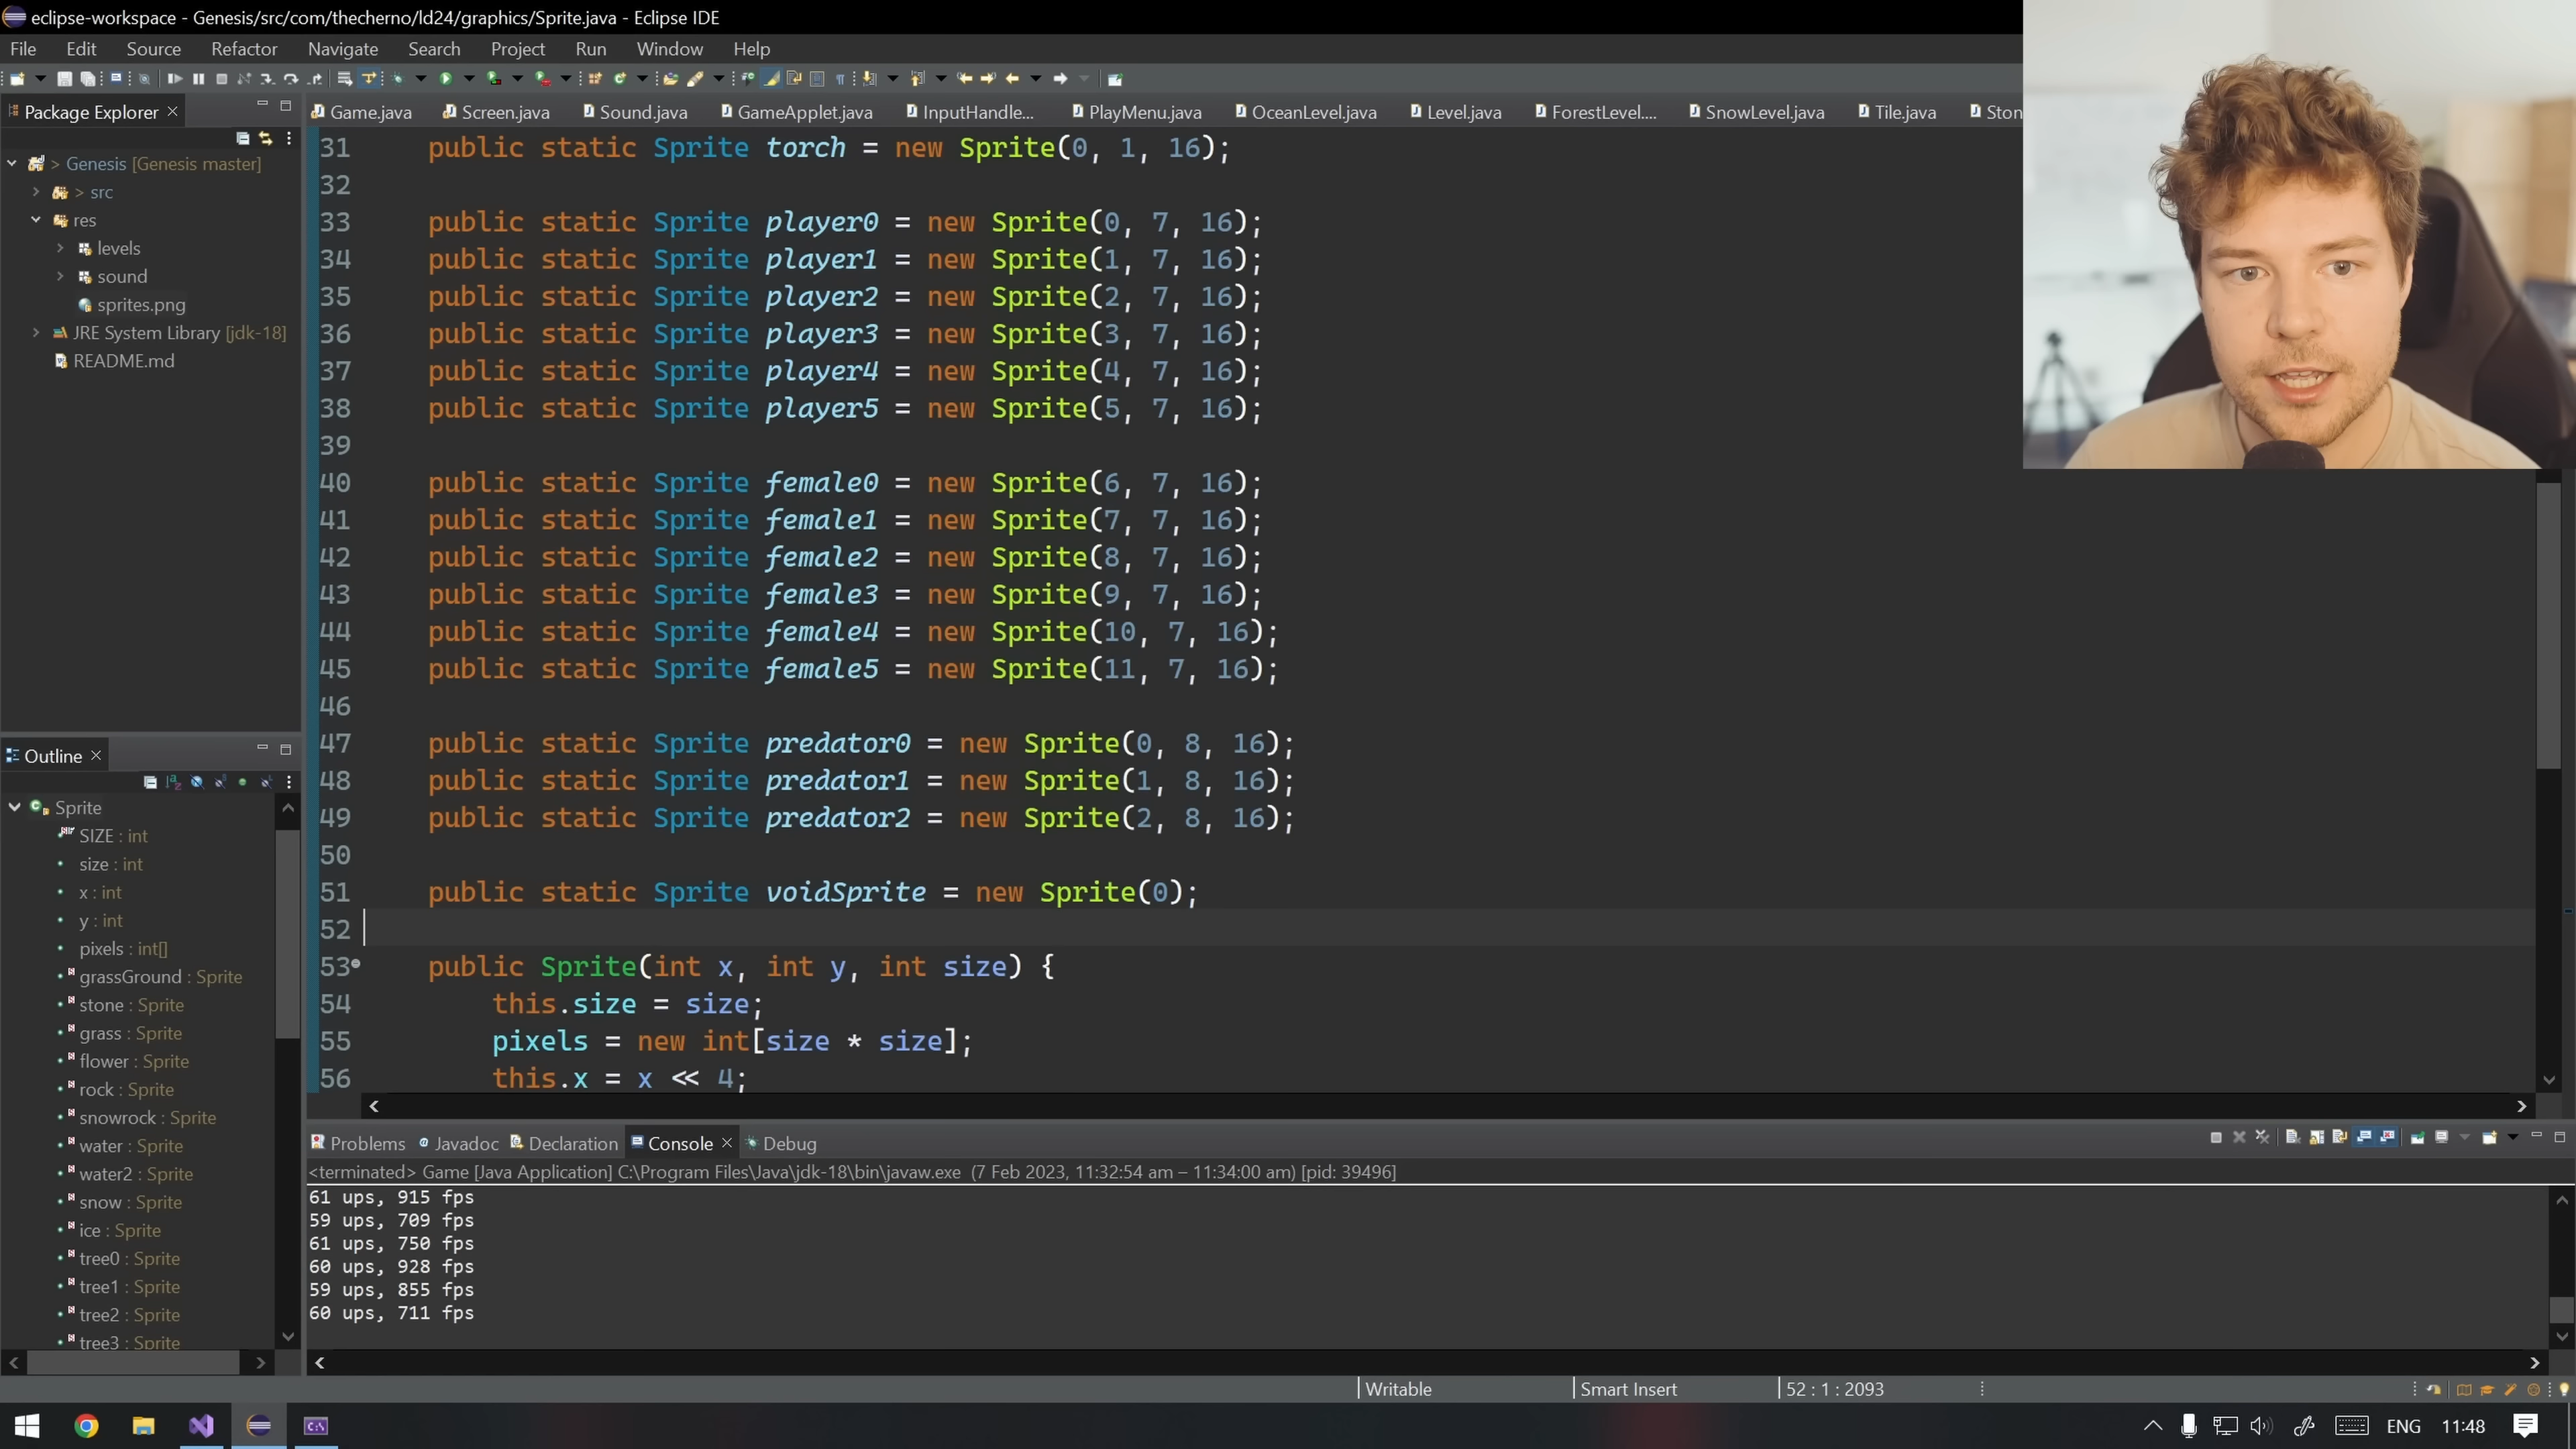 eclipse-workspace - Genesis/src/com/thecherno/ld24/graphics/Sprite.java - Eclipse IDE
File Edit Source Refactor Navigate Search Project Run Window Help
Package Explorer
Game.java Screen.java Sound.java GameApplet.java InputHandle... PlayMenu.java OceanLevel.java Level.java ForestLevel.... SnowLevel.java Tile.java Ston
> Genesis [Genesis master]
> src
res
levels
sound
sprites.png
JRE System Library [jdk-18]
README.md
31 public static Sprite torch = new Sprite(0, 1, 16);
32
33 public static Sprite player0 = new Sprite(0, 7, 16);
34 public static Sprite player1 = new Sprite(1, 7, 16);
35 public static Sprite player2 = new Sprite(2, 7, 16);
36 public static Sprite player3 = new Sprite(3, 7, 16);
37 public static Sprite player4 = new Sprite(4, 7, 16);
38 public static Sprite player5 = new Sprite(5, 7, 16);
39
40 public static Sprite female0 = new Sprite(6, 7, 16);
41 public static Sprite female1 = new Sprite(7, 7, 16);
42 public static Sprite female2 = new Sprite(8, 7, 16);
43 public static Sprite female3 = new Sprite(9, 7, 16);
44 public static Sprite female4 = new Sprite(10, 7, 16);
45 public static Sprite female5 = new Sprite(11, 7, 16);
46
47 public static Sprite predator0 = new Sprite(0, 8, 16);
48 public static Sprite predator1 = new Sprite(1, 8, 16);
49 public static Sprite predator2 = new Sprite(2, 8, 16);
50
51 public static Sprite voidSprite = new Sprite(0);
52
53 public Sprite(int x, int y, int size) {
54 this.size = size;
55 pixels = new int[size * size];
56 this.x = x << 4;
Outline
Sprite
SIZE : int
size : int
x : int
y : int
pixels : int[]
grassGround : Sprite
stone : Sprite
grass : Sprite
flower : Sprite
rock : Sprite
snowrock : Sprite
water : Sprite
water2 : Sprite
snow : Sprite
ice : Sprite
tree0 : Sprite
tree1 : Sprite
tree2 : Sprite
tree3 : Sprite
Problems Javadoc Declaration Console Debug
<terminated> Game [Java Application] C:\Program Files\Java\jdk-18\bin\javaw.exe (7 Feb 2023, 11:32:54 am – 11:34:00 am) [pid: 39496]
61 ups, 915 fps
59 ups, 709 fps
61 ups, 750 fps
60 ups, 928 fps
59 ups, 855 fps
60 ups, 711 fps
Writable Smart Insert 52 : 1 : 2093
ENG 11:48